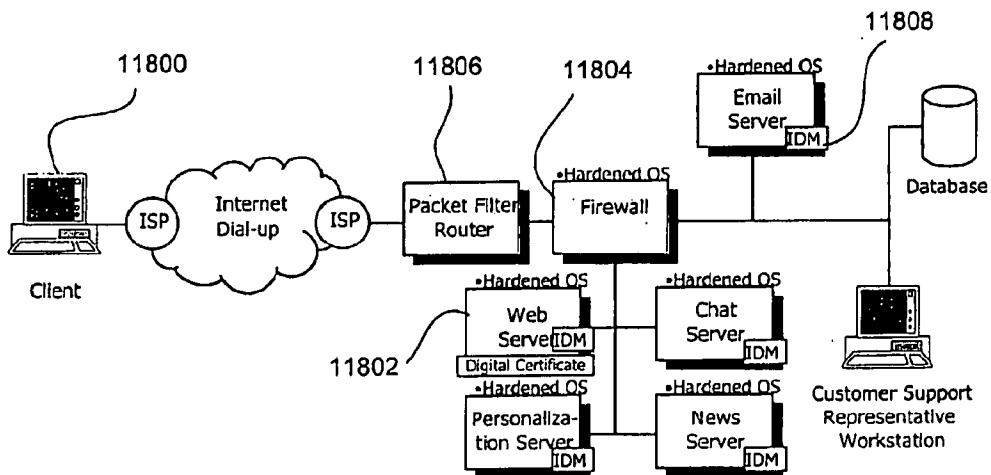 11800
11806
11804
11808
•Hardened OS
Email
Server
IDM
Database
ISP
Internet
Dial-up
ISP
Packet Filter
Router
•Hardened OS
Firewall
Client
•Hardened OS
Web
Server
IDM
Digital Certificate
11802
•Hardened OS
Chat
Server
IDM
•Hardened OS
Personaliza-
tion Server
IDM
•Hardened OS
News
Server
IDM
Customer Support
Representative
Workstation